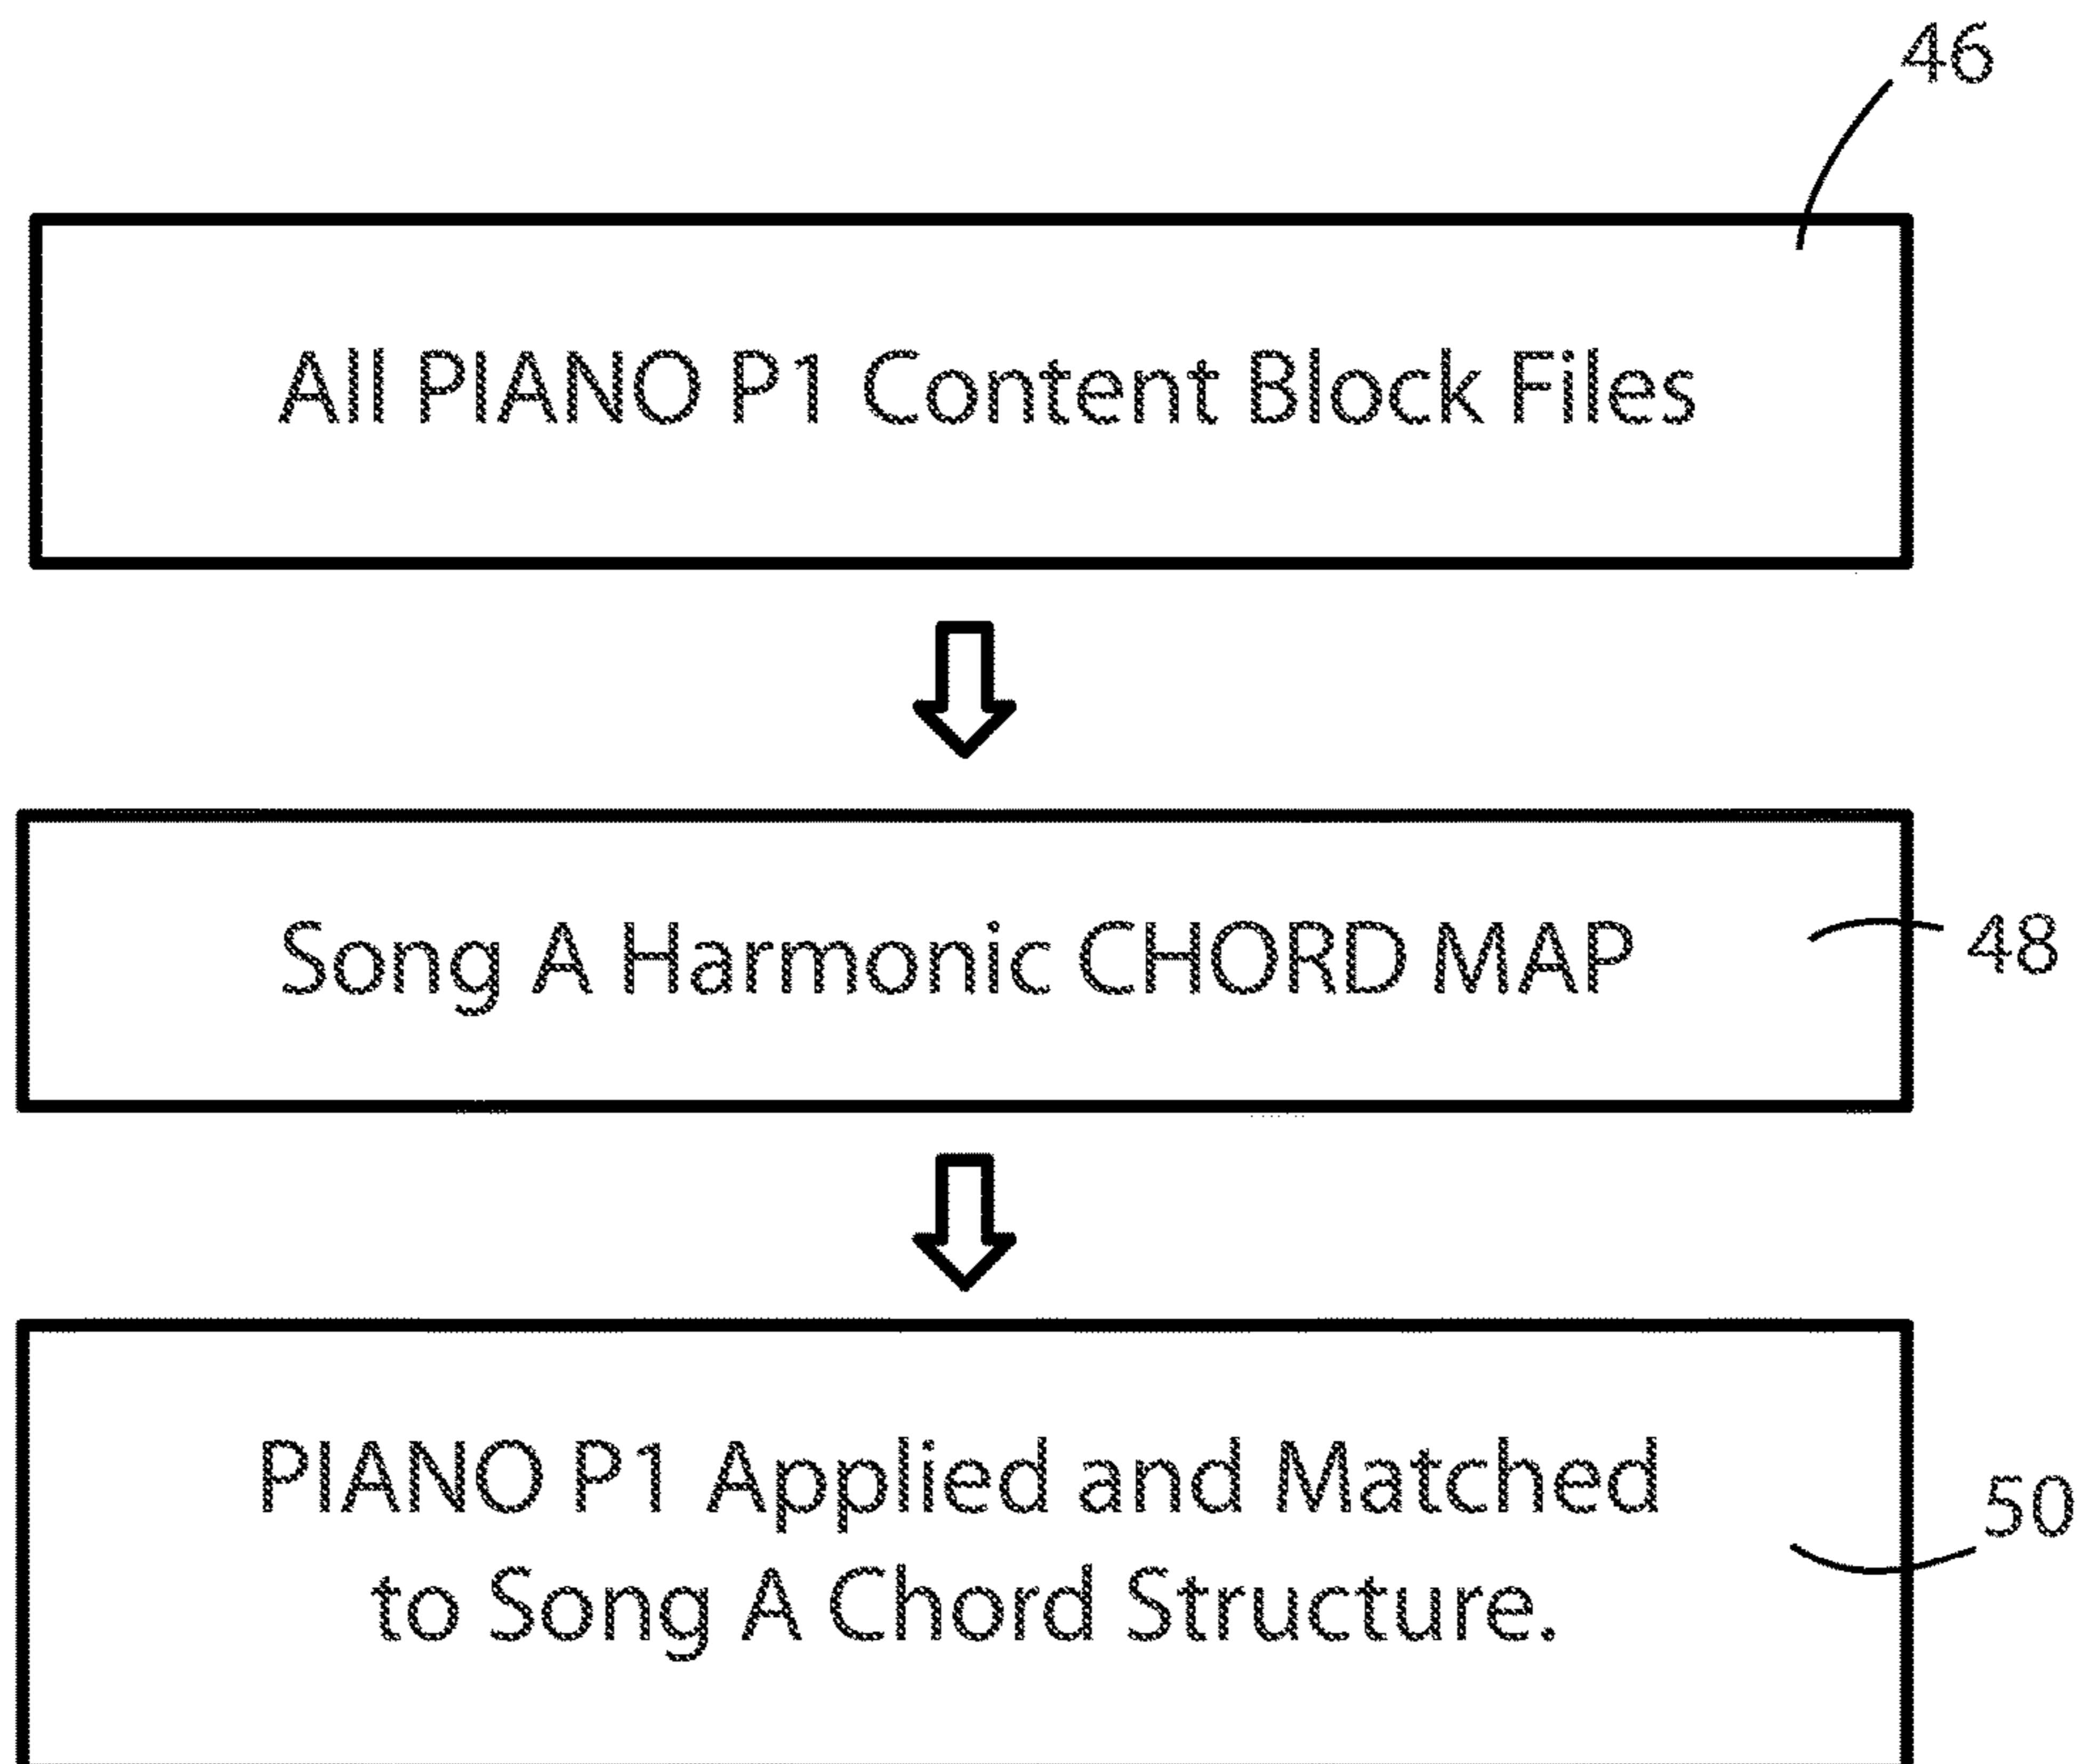 46
All PIANO P1 Content Block Files
Song A Harmonic CHORD MAP
48
PIANO P1 Applied and Matched
50
to Song A Chord Structure.